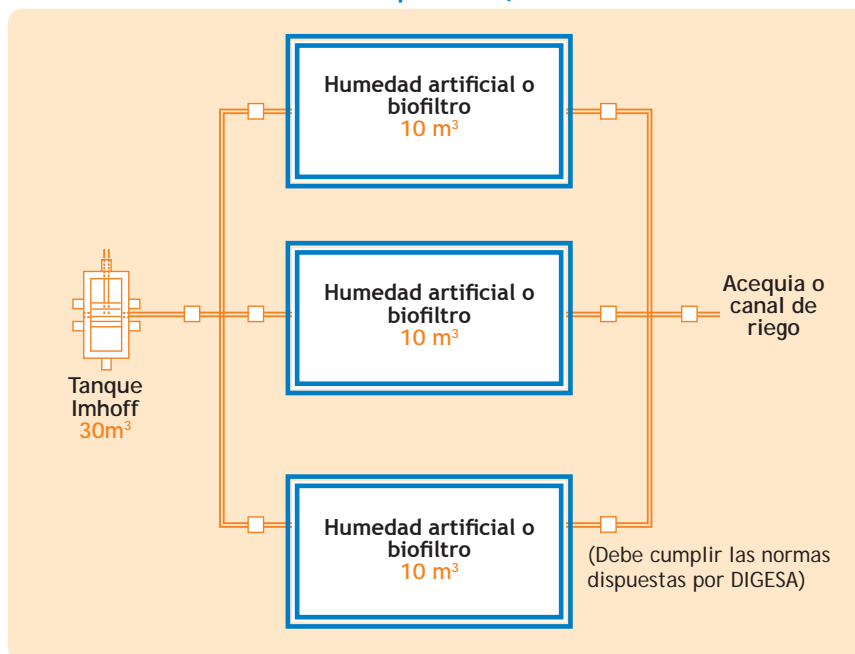 Humedad artificial o
biofiltro
10 m³
Humedad artificial o
biofiltro
10 m³
Acequia o
canal de
riego
Tanque
Imhoff
30m³
Humedad artificial o
biofiltro
10 m³
(Debe cumplir las normas
dispuestas por DIGESA)